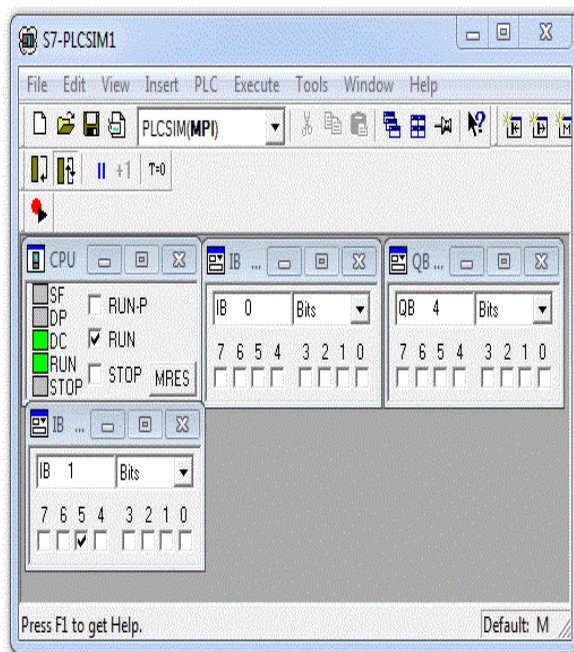 S7-PLCSIM1
File Edit View Insert PLC Execute Tools Window Help
PLCSIM(MPI)
+1 T=0
CPU
SF
DP
DC
RUN
STOP
RUN-P
RUN
STOP
MRES
IB ...
IB 0 Bits
7 6 5 4 3 2 1 0
QB ...
QB 4 Bits
7 6 5 4 3 2 1 0
IB ...
IB 1 Bits
7 6 5 4 3 2 1 0
Press F1 to get Help.
Default: M